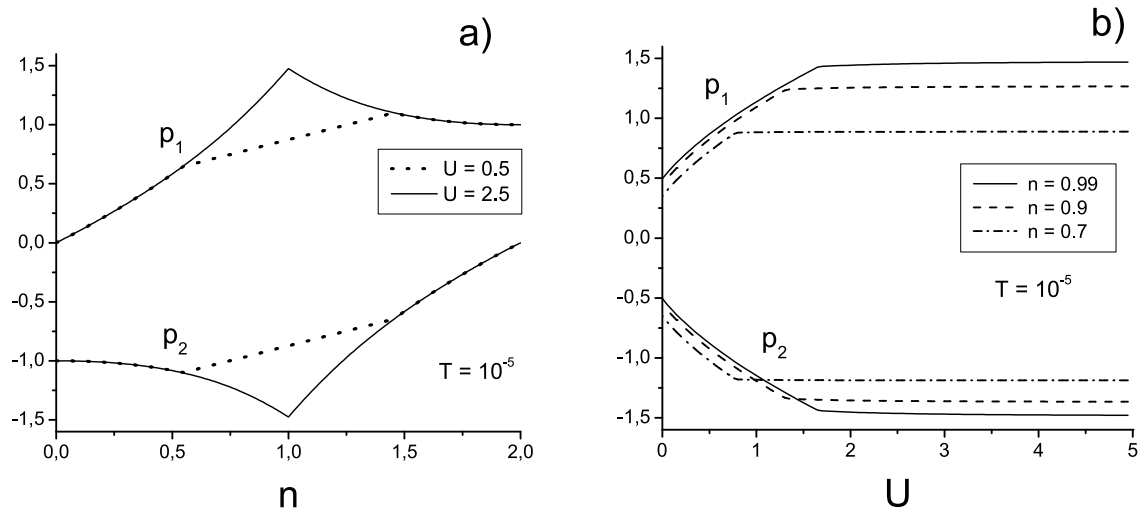 a)
1,5
1,0
0,5
0,0
-0,5
-1,0
-1,5
p1
p2
U = 0.5
U = 2.5
T = 10-5
0,0 0,5 1,0 1,5 2,0
n
b)
1,5
1,0
0,5
0,0
-0,5
-1,0
-1,5
p1
p2
n = 0.99
n = 0.9
n = 0.7
T = 10-5
0 1 2 3 4 5
U